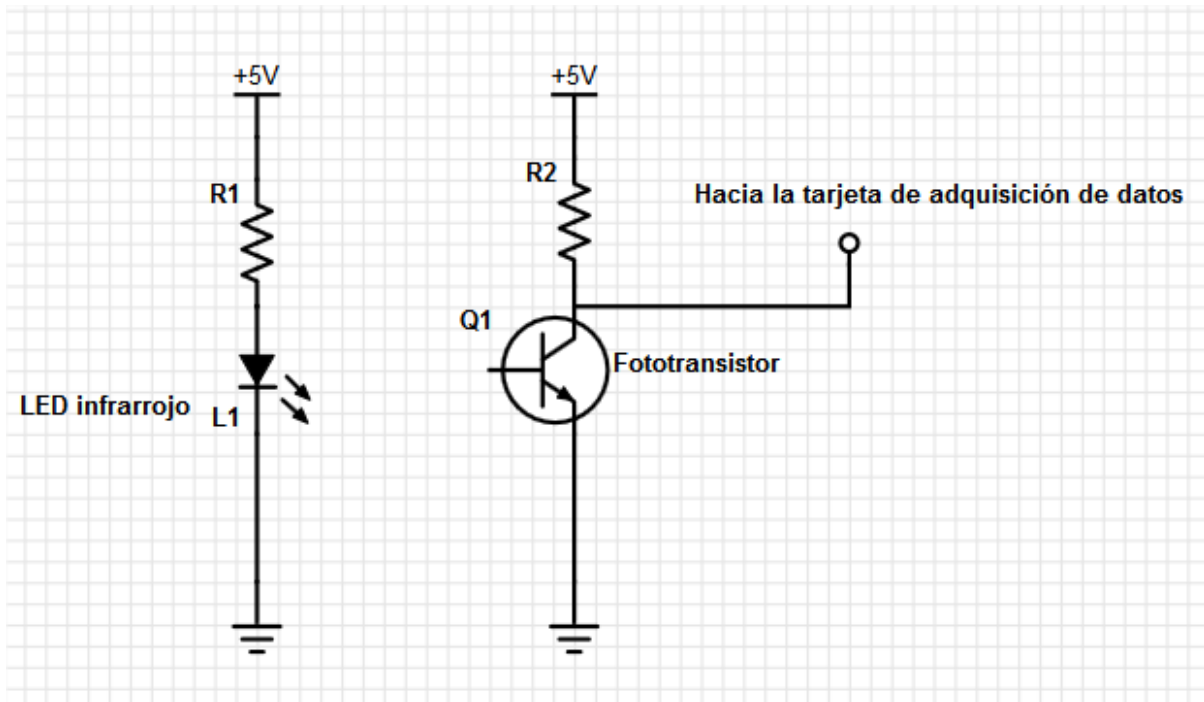 +5V
+5V
R1
R2
Hacia la tarjeta de adquisición de datos
Q1
Fototransistor
LED infrarrojo
L1